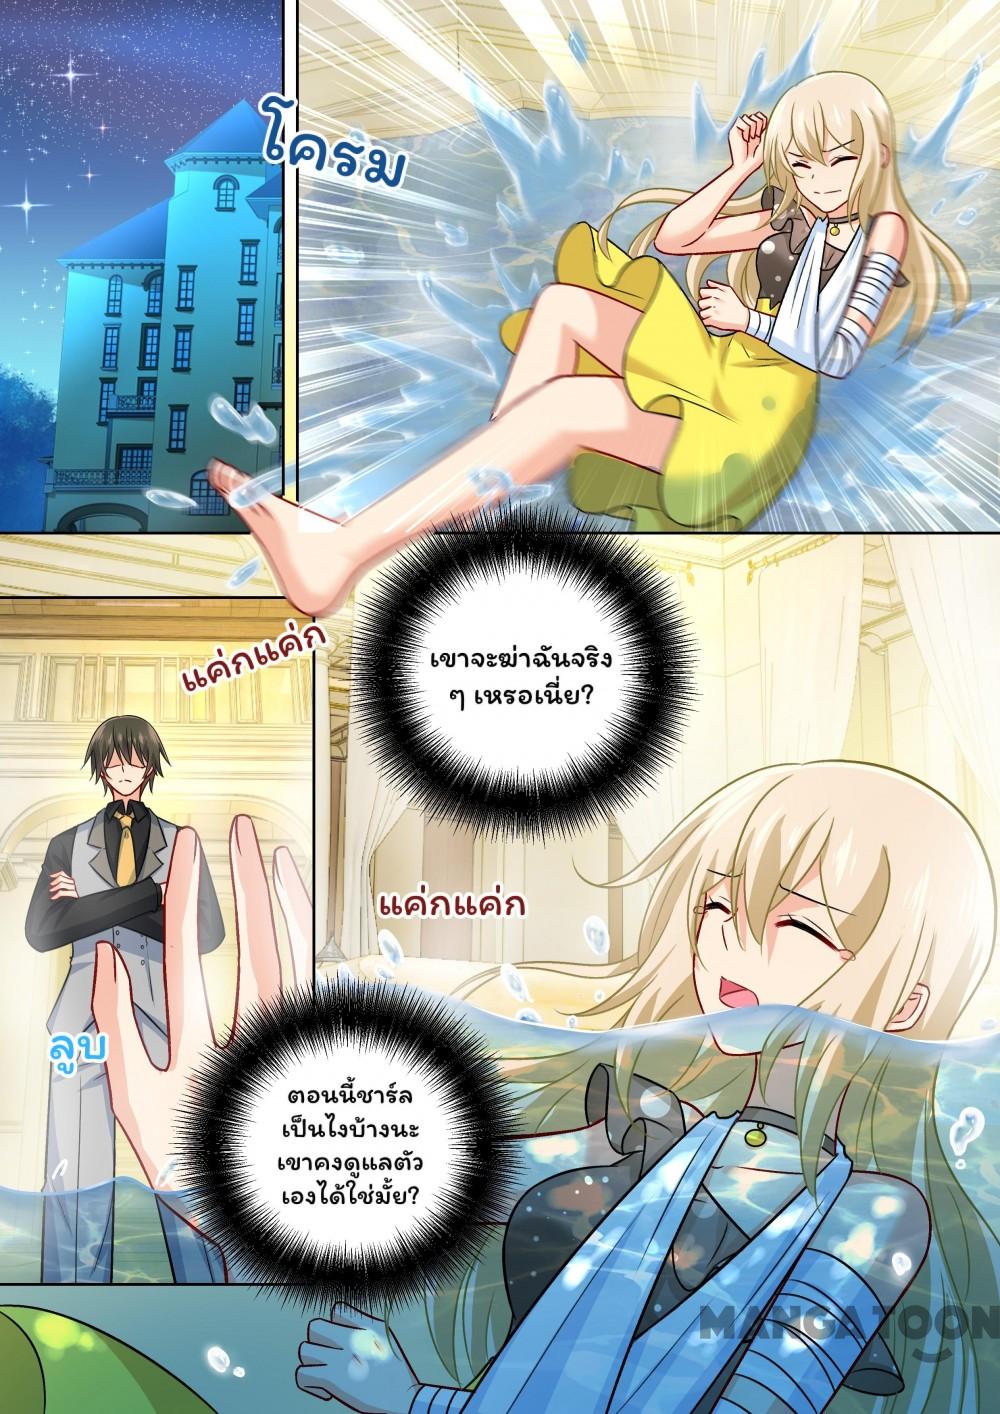 โครม
แค่กแค่ก
เขาจะฆ่าฉันจริง
ๆ เหรอเนี่ย?
แค่กแค่ก
ลูบ
ตอนนี้ชาร์ล
เป็นไงบ้างนะ
เขาคงดูแลตัว
เองได้ใช่มั้ย?
MANGATOON